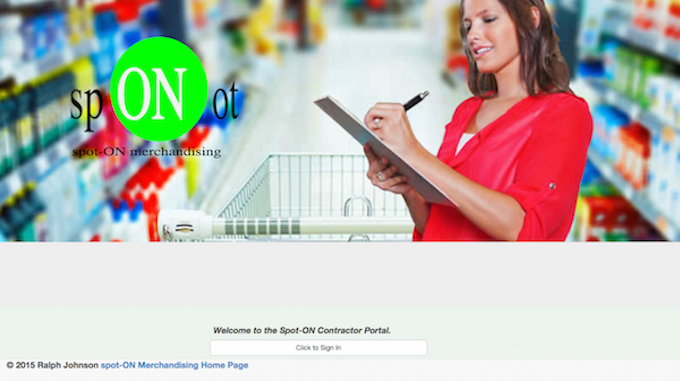 spONot
spot-ON merchandising
Welcome to the Spot-ON Contractor Portal.
Click to Sign In
© 2015 Ralph Johnson spot-ON Merchandising Home Page